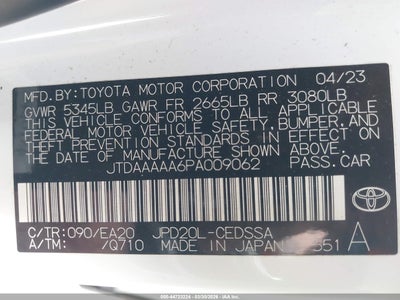 MFD.BY:TOYOTA MOTOR CORPORATION 04/23
GVWR 5345LB GAWR FR 2665LB RR 3080LB
THIS VEHICLE CONFORMS TO ALL APPLICABLE
FEDERAL MOTOR VEHICLE SAFETY, BUMPER, AND
THEFT PREVENTION STANDARDS IN EFFECT ON
THE DATE OF MANUFACTURE SHOWN ABOVE.
JTDAAAAA6PA009062 PASS.CAR
C/TR:090/EA20 JPD20L-CEDSSA
A/TM: /Q710 MADE IN JAPAN 551 A
TOYOTA